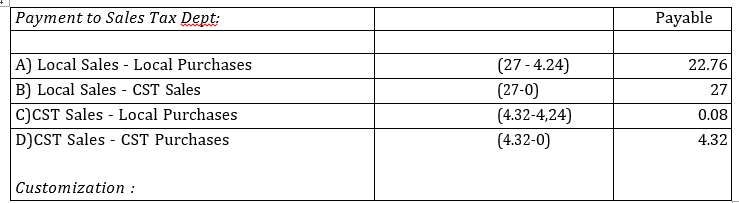 Payment to Sales Tax Dept: Payable
A) Local Sales - Local Purchases (27 - 4.24) 22.76
B) Local Sales - CST Sales (27-0) 27
C)CST Sales - Local Purchases (4.32-4,24) 0.08
D)CST Sales - CST Purchases (4.32-0) 4.32
Customization :